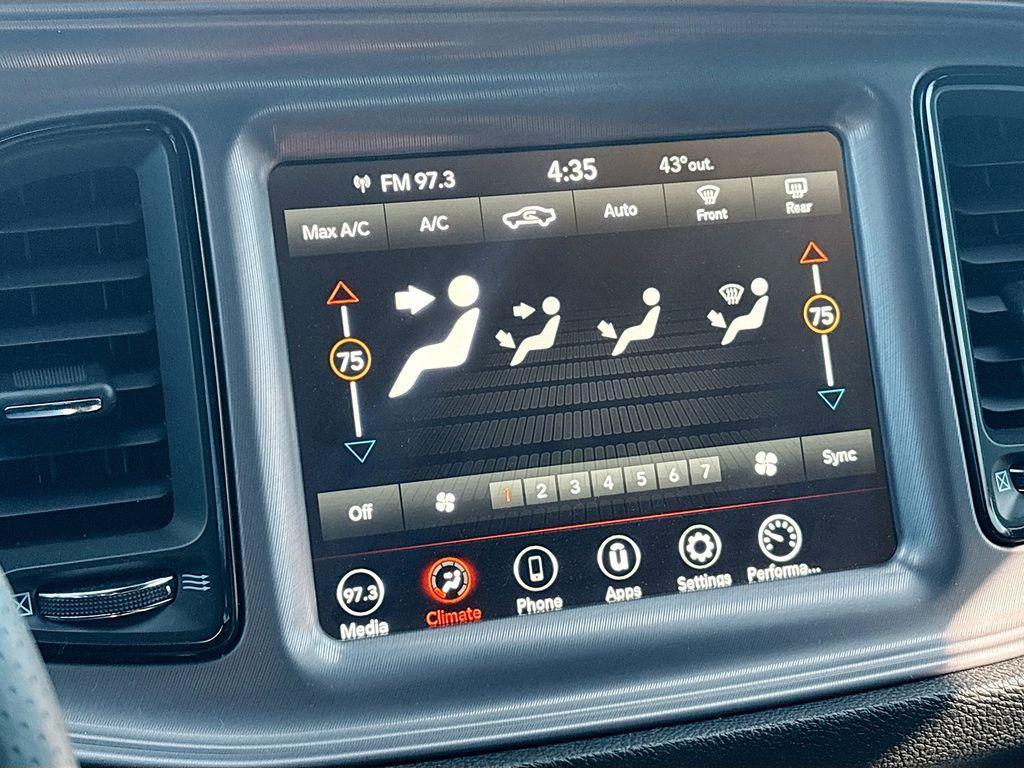 FM 97.3 4:35 43° out.
Max A/C A/C Auto Front Rear
75 75
Off 1 2 3 4 5 6 7 Sync
97.3
Media Climate Phone Apps Settings Performa...